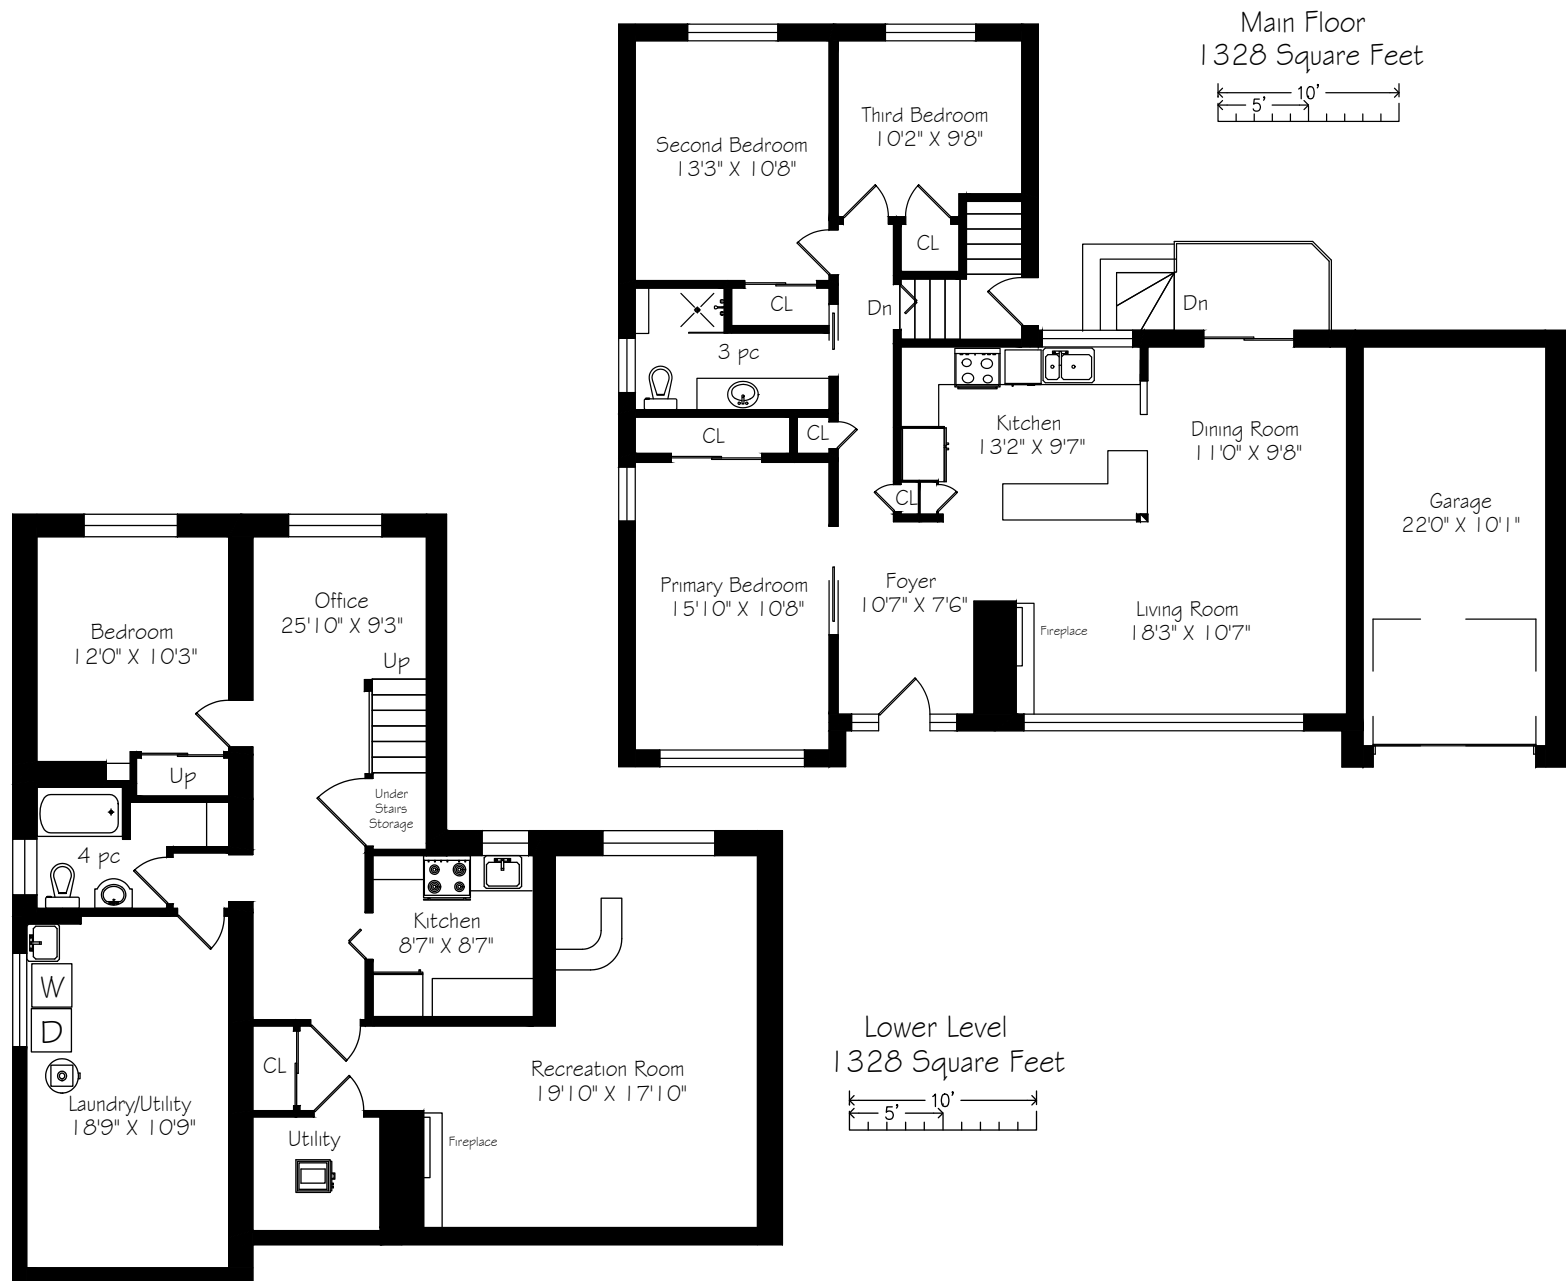 Main Floor
1328 Square Feet
10'
5'
Third Bedroom
10'2" X 9'8"
Second Bedroom
13'3" X 10'8"
CL
CL
Dn
Dn
3 pc
CL
CL
Kitchen
13'2" X 9'7"
Dining Room
11'0" X 9'8"
CL
Garage
22'0" X 10'1"
Primary Bedroom
15'10" X 10'8"
Foyer
10'7" X 7'6"
Living Room
18'3" X 10'7"
Fireplace
Office
25'10" X 9'3"
Bedroom
12'0" X 10'3"
Up
Up
Under
Stairs
Storage
4 pc
Kitchen
8'7" X 8'7"
W
D
CL
Laundry/Utility
18'9" X 10'9"
Utility
Recreation Room
19'10" X 17'10"
Fireplace
Lower Level
1328 Square Feet
10'
5'